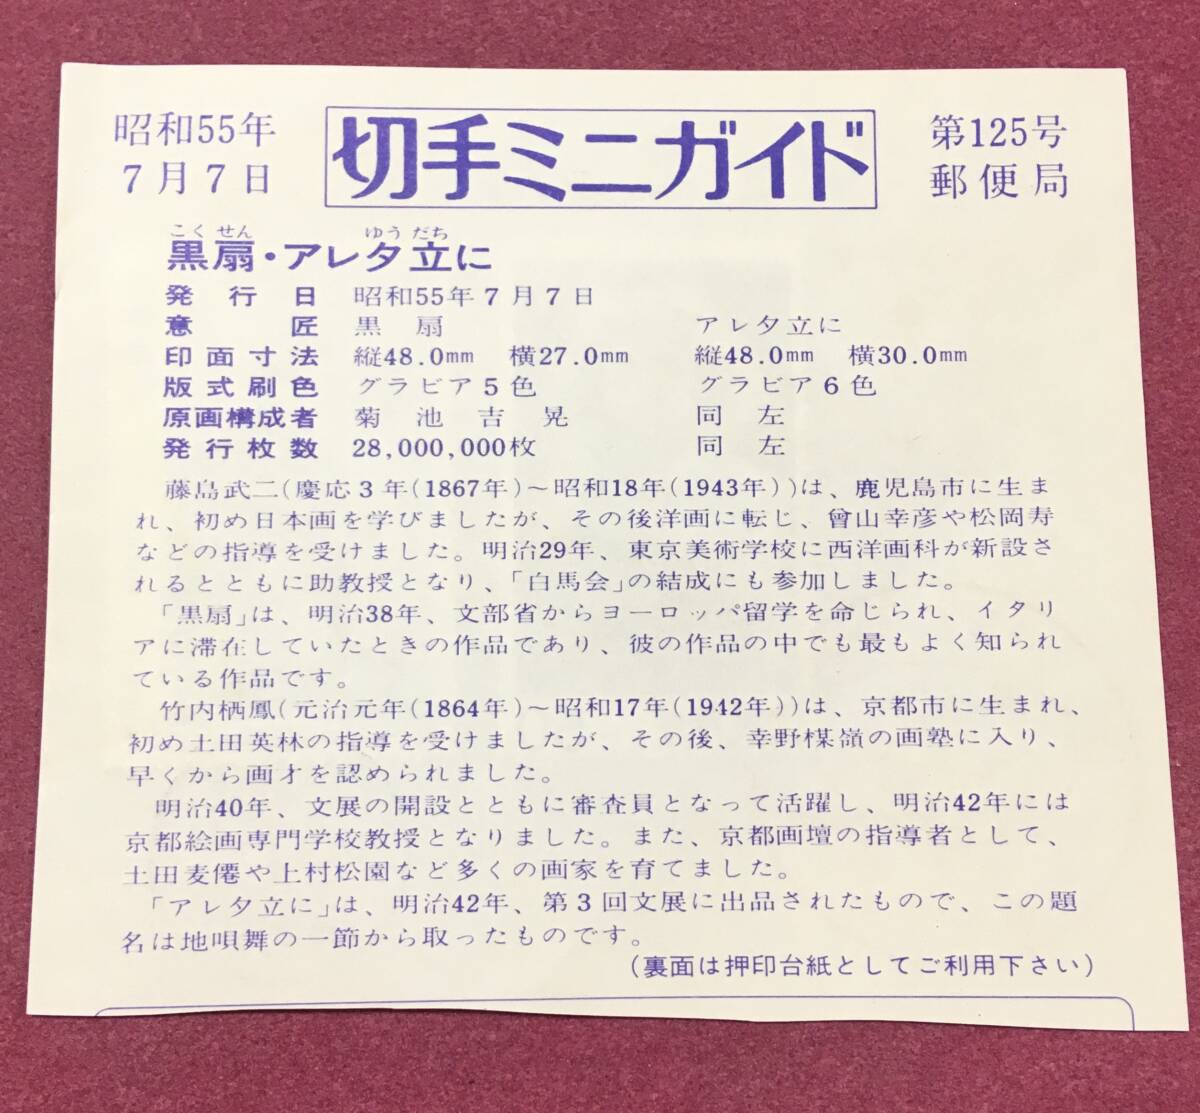 昭和55年
7月7日
切手ミニガイド
第125号
郵便局
こくせん ゆうだち
黒扇・アレタ立に
発行日 昭和55年7月7日
意匠 黒扇 アレ夕立に
印面寸法 縦48.0mm 横27.0mm 縦48.0mm 横30.0mm
版式刷色 グラビア5色 グラビア6色
原画構成者 菊池吉晃 同左
発行枚数 28,000,000枚 同左
藤島武二(慶応3年(1867年)～昭和18年(1943年))は、鹿児島市に生ま
れ、初め日本画を学びましたが、その後洋画に転じ、曾山幸彦や松岡寿
などの指導を受けました。明治29年、東京美術学校に西洋画科が新設さ
れるとともに助教授となり、「白馬会」の結成にも参加しました。
「黒扇」は、明治38年、文部省からヨーロッパ留学を命じられ、イタリ
アに滞在していたときの作品であり、彼の作品の中でも最もよく知られ
ている作品です。
竹内栖鳳(元治元年(1864年)～昭和17年(1942年))は、京都市に生まれ、
初め土田英林の指導を受けましたが、その後、幸野楳嶺の画塾に入り、
早くから画才を認められました。
明治40年、文展の開設とともに審査員となって活躍し、明治42年には
京都絵画専門学校教授となりました。また、京都画壇の指導者として、
土田麦僊や上村松園など多くの画家を育てました。
「アレ夕立に」は、明治42年、第3回文展に出品されたもので、この題
名は地唄舞の一節から取ったものです。
(裏面は押印台紙としてご利用下さい)